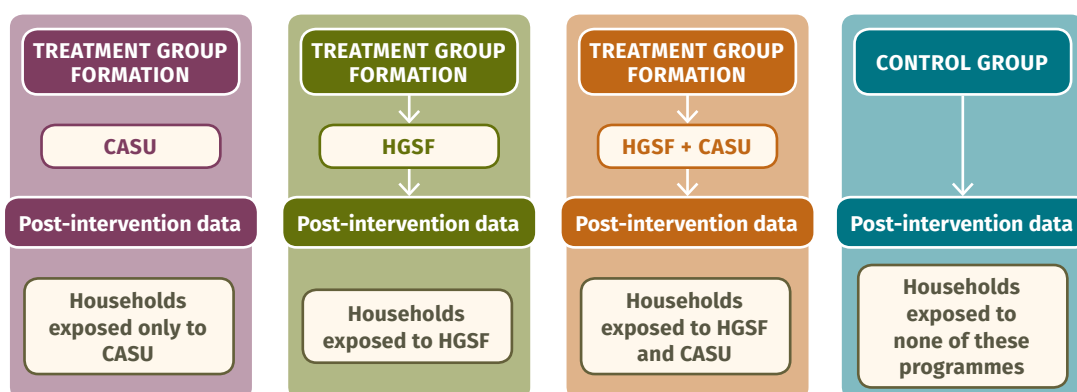 TREATMENT GROUP
FORMATION
CASU
Post-intervention data
Households
exposed only to
CASU
TREATMENT GROUP
FORMATION
HGSF
Post-intervention data
Households
exposed to HGSF
TREATMENT GROUP
FORMATION
HGSF + CASU
Post-intervention data
Households
exposed to HGSF
and CASU
CONTROL GROUP
Post-intervention data
Households
exposed to
none of these
programmes